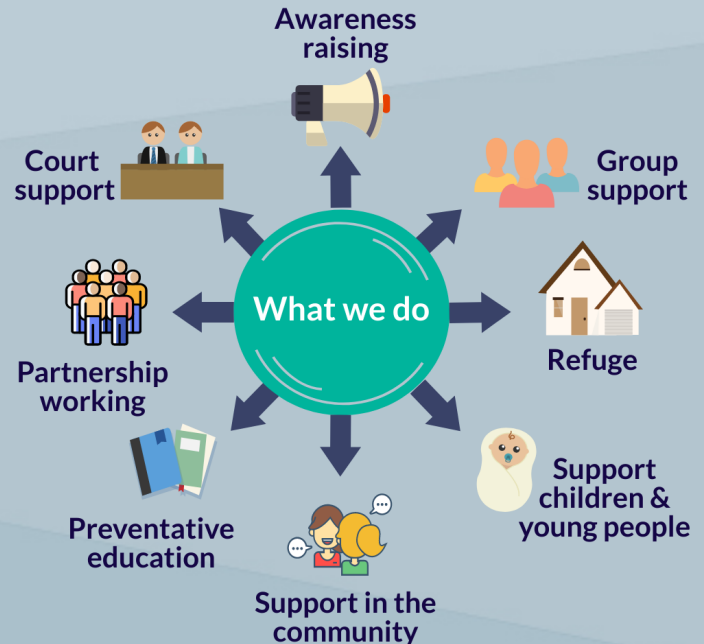 Awareness
raising
Court
support
Group
support
What we do
Partnership
working
Refuge
Support
children &
young people
Preventative
education
Support in the
community